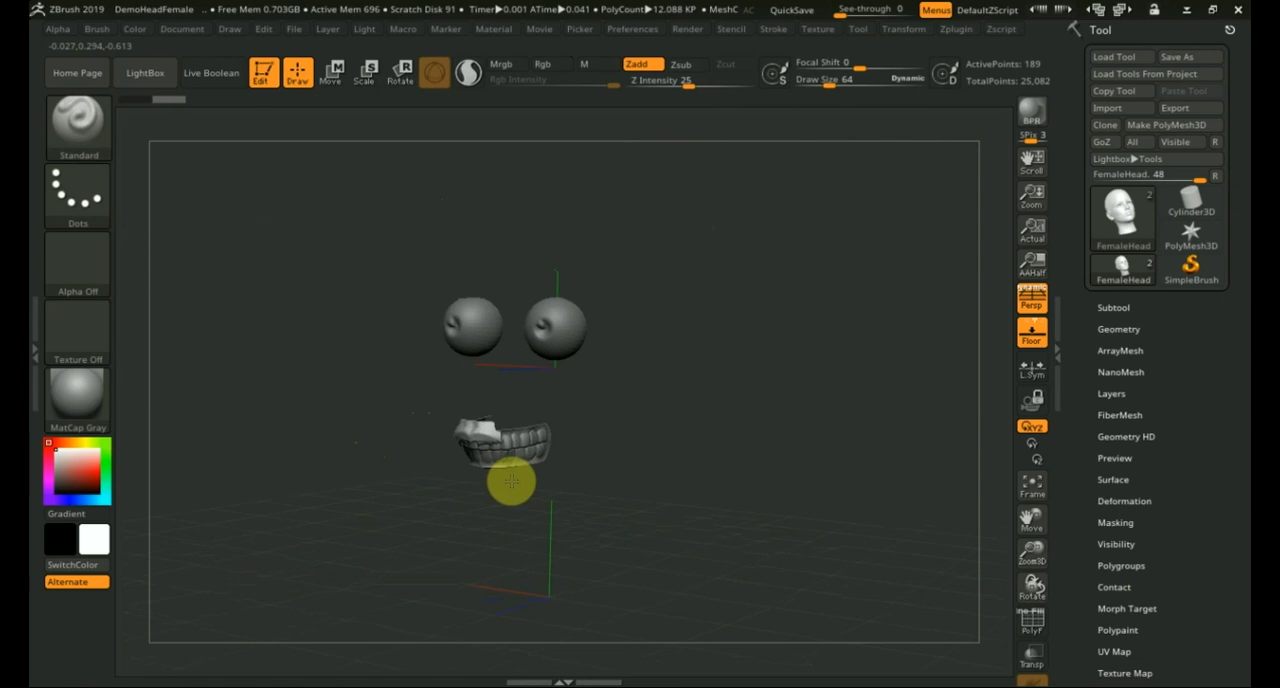 ZBrush 2019 DemoHeadFemale .. • Free Mem 0.703GB • Active Mem 696 • Scratch Disk 91 • Timer▶0.001 ATime▶0.041 • PolyCount▶12.088 KP • MeshC AC QuickSave See-through 0 Menus DefaultZScript
Alpha Brush Color Document Draw Edit File Layer Light Macro Marker Material Movie Picker Preferences Render Stencil Stroke Texture Tool Transform Zplugin Zscript
-0.027,0.294,-0.613
Home Page LightBox Live Boolean Edit Draw Move Scale Rotate
Mrgb Rgb M Zadd Zsub Zcut
Rgb Intensity Z Intensity 25
S Focal Shift 0
Draw Size 64 Dynamic
D ActivePoints: 189
TotalPoints: 25,082
Standard
Dots
Alpha Off
Texture Off
MatCap Gray
Gradient
SwitchColor
Alternate
BPR
SPix 3
Scroll
Zoom
Actual
AAHalf
Persp
Floor
L.Sym
XYZ
Frame
Move
Zoom3D
Rotate
PolyF
Transp
Tool
Load Tool Save As
Load Tools From Project
Copy Tool Paste Tool
Import Export
Clone Make PolyMesh3D
GoZ All Visible R
Lightbox▶Tools
FemaleHead. 48 R
2
FemaleHead
Cylinder3D
PolyMesh3D
2
FemaleHead
SimpleBrush
Subtool
Geometry
ArrayMesh
NanoMesh
Layers
FiberMesh
Geometry HD
Preview
Surface
Deformation
Masking
Visibility
Polygroups
Contact
Morph Target
Polypaint
UV Map
Texture Map